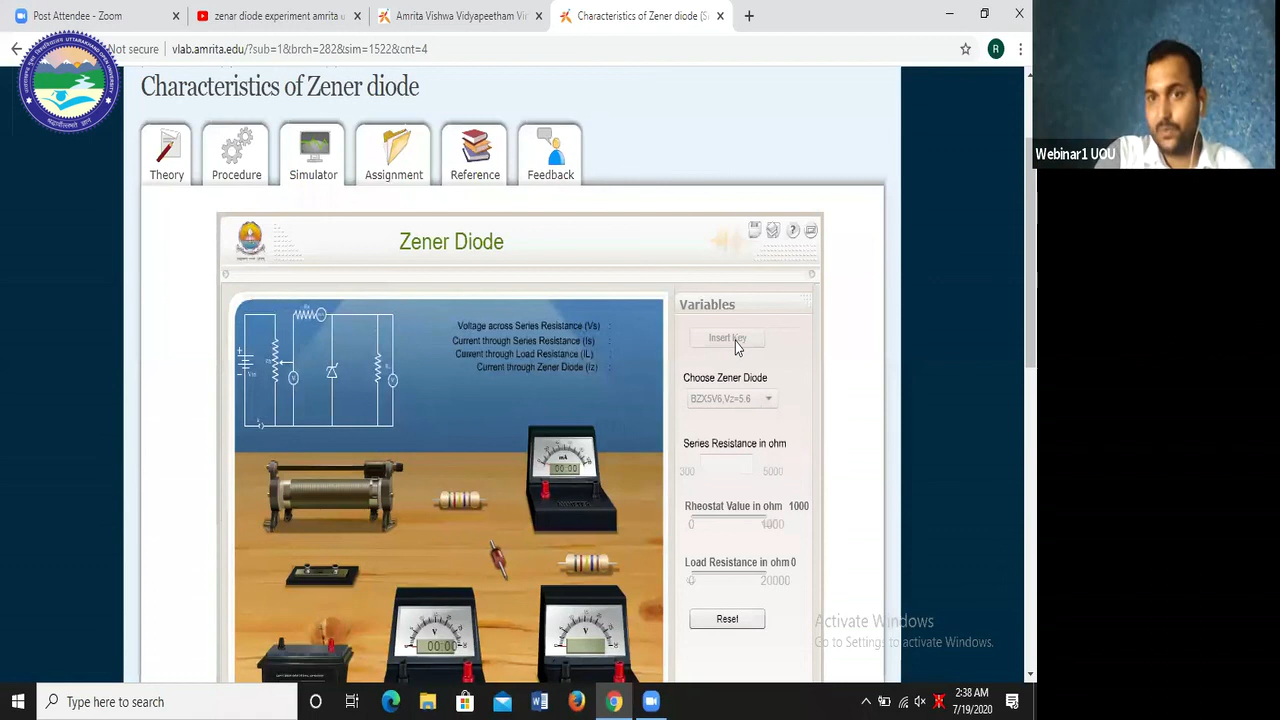 Post Attendee - Zoom
zenar diode experiment amrita u
Amrita Vishwa Vidyapeetham Vir
Characteristics of Zener diode [S
Not secure
vlab.amrita.edu/?sub=1&brch=282&sim=1522&cnt=4
R
Characteristics of Zener diode
Theory
Procedure
Simulator
Assignment
Reference
Feedback
Webinar1 UOU
Zener Diode
Variables
Insert Key
Voltage across Series Resistance (Vs) :
Current through Series Resistance (Is) :
Current through Load Resistance (IL) :
Current through Zener Diode (Iz) :
Choose Zener Diode
BZX5V6,Vz=5.6
Series Resistance in ohm
300 5000
Rheostat Value in ohm 1000
0 1000
Load Resistance in ohm 0
0 20000
Reset
mA
00:00
V
00:00
V
Activate Windows
Go to Settings to activate Windows.
Type here to search
2:38 AM
7/19/2020